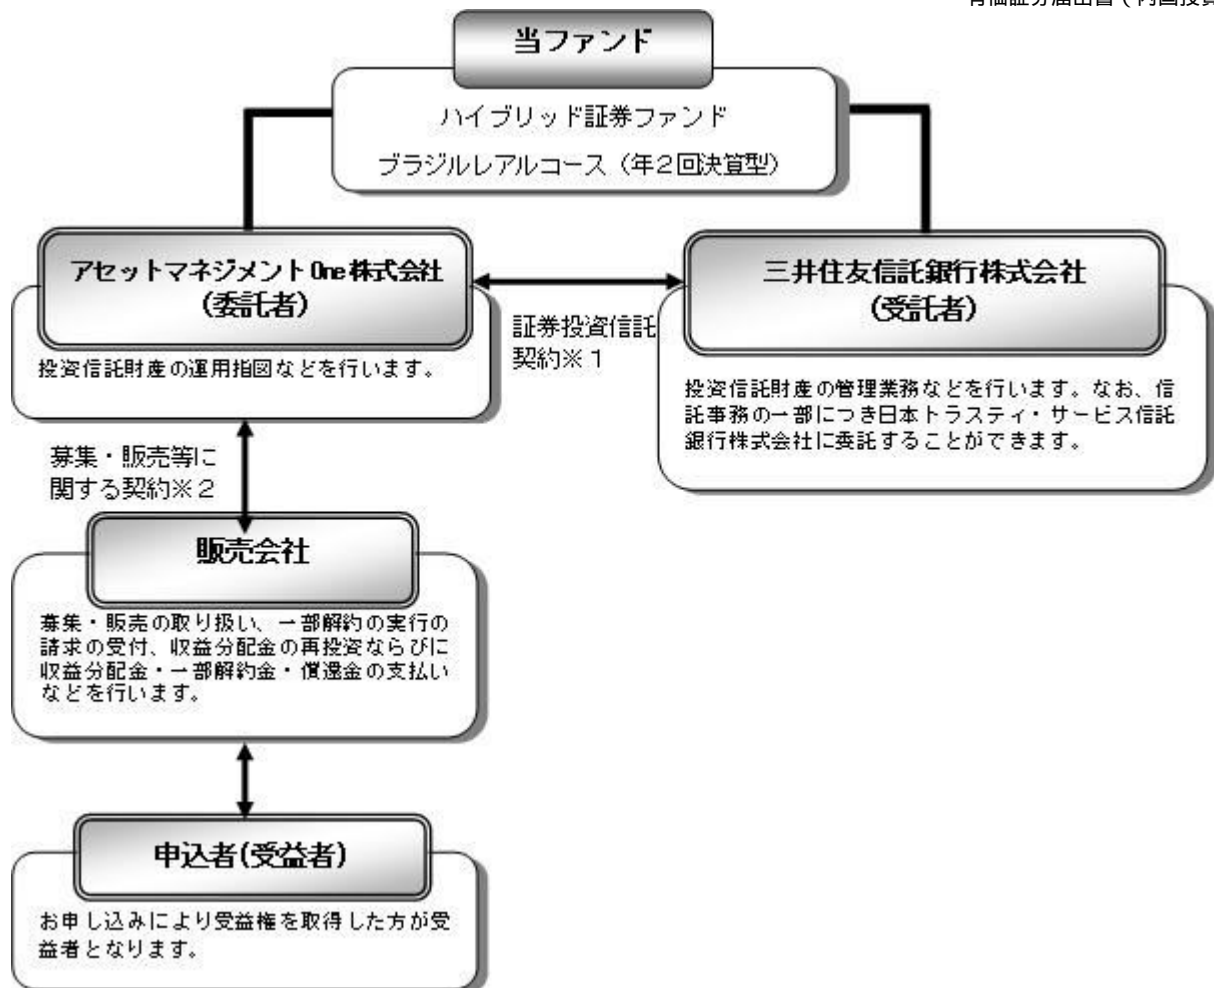 当ファンド
ハイブリッド証券ファンド
ブラジルレアルコース（年２回決算型）
アセットマネジメントOne株式会社
(委託者)
投資信託財産の運用指図などを行います。
証券投資信託
契約※１
三井住友信託銀行株式会社
(受託者)
投資信託財産の管理業務などを行います。なお、信
託事務の一部につき日本トラスティ・サービス信託
銀行株式会社に委託することができます。
募集・販売等に
関する契約※２
販売会社
募集・販売の取り扱い、一部解約の実行の
請求の受付、収益分配金の再投資ならびに
収益分配金・一部解約金・償還金の支払い
などを行います。
申込者(受益者)
お申し込みにより受益権を取得した方が受
益者となります。